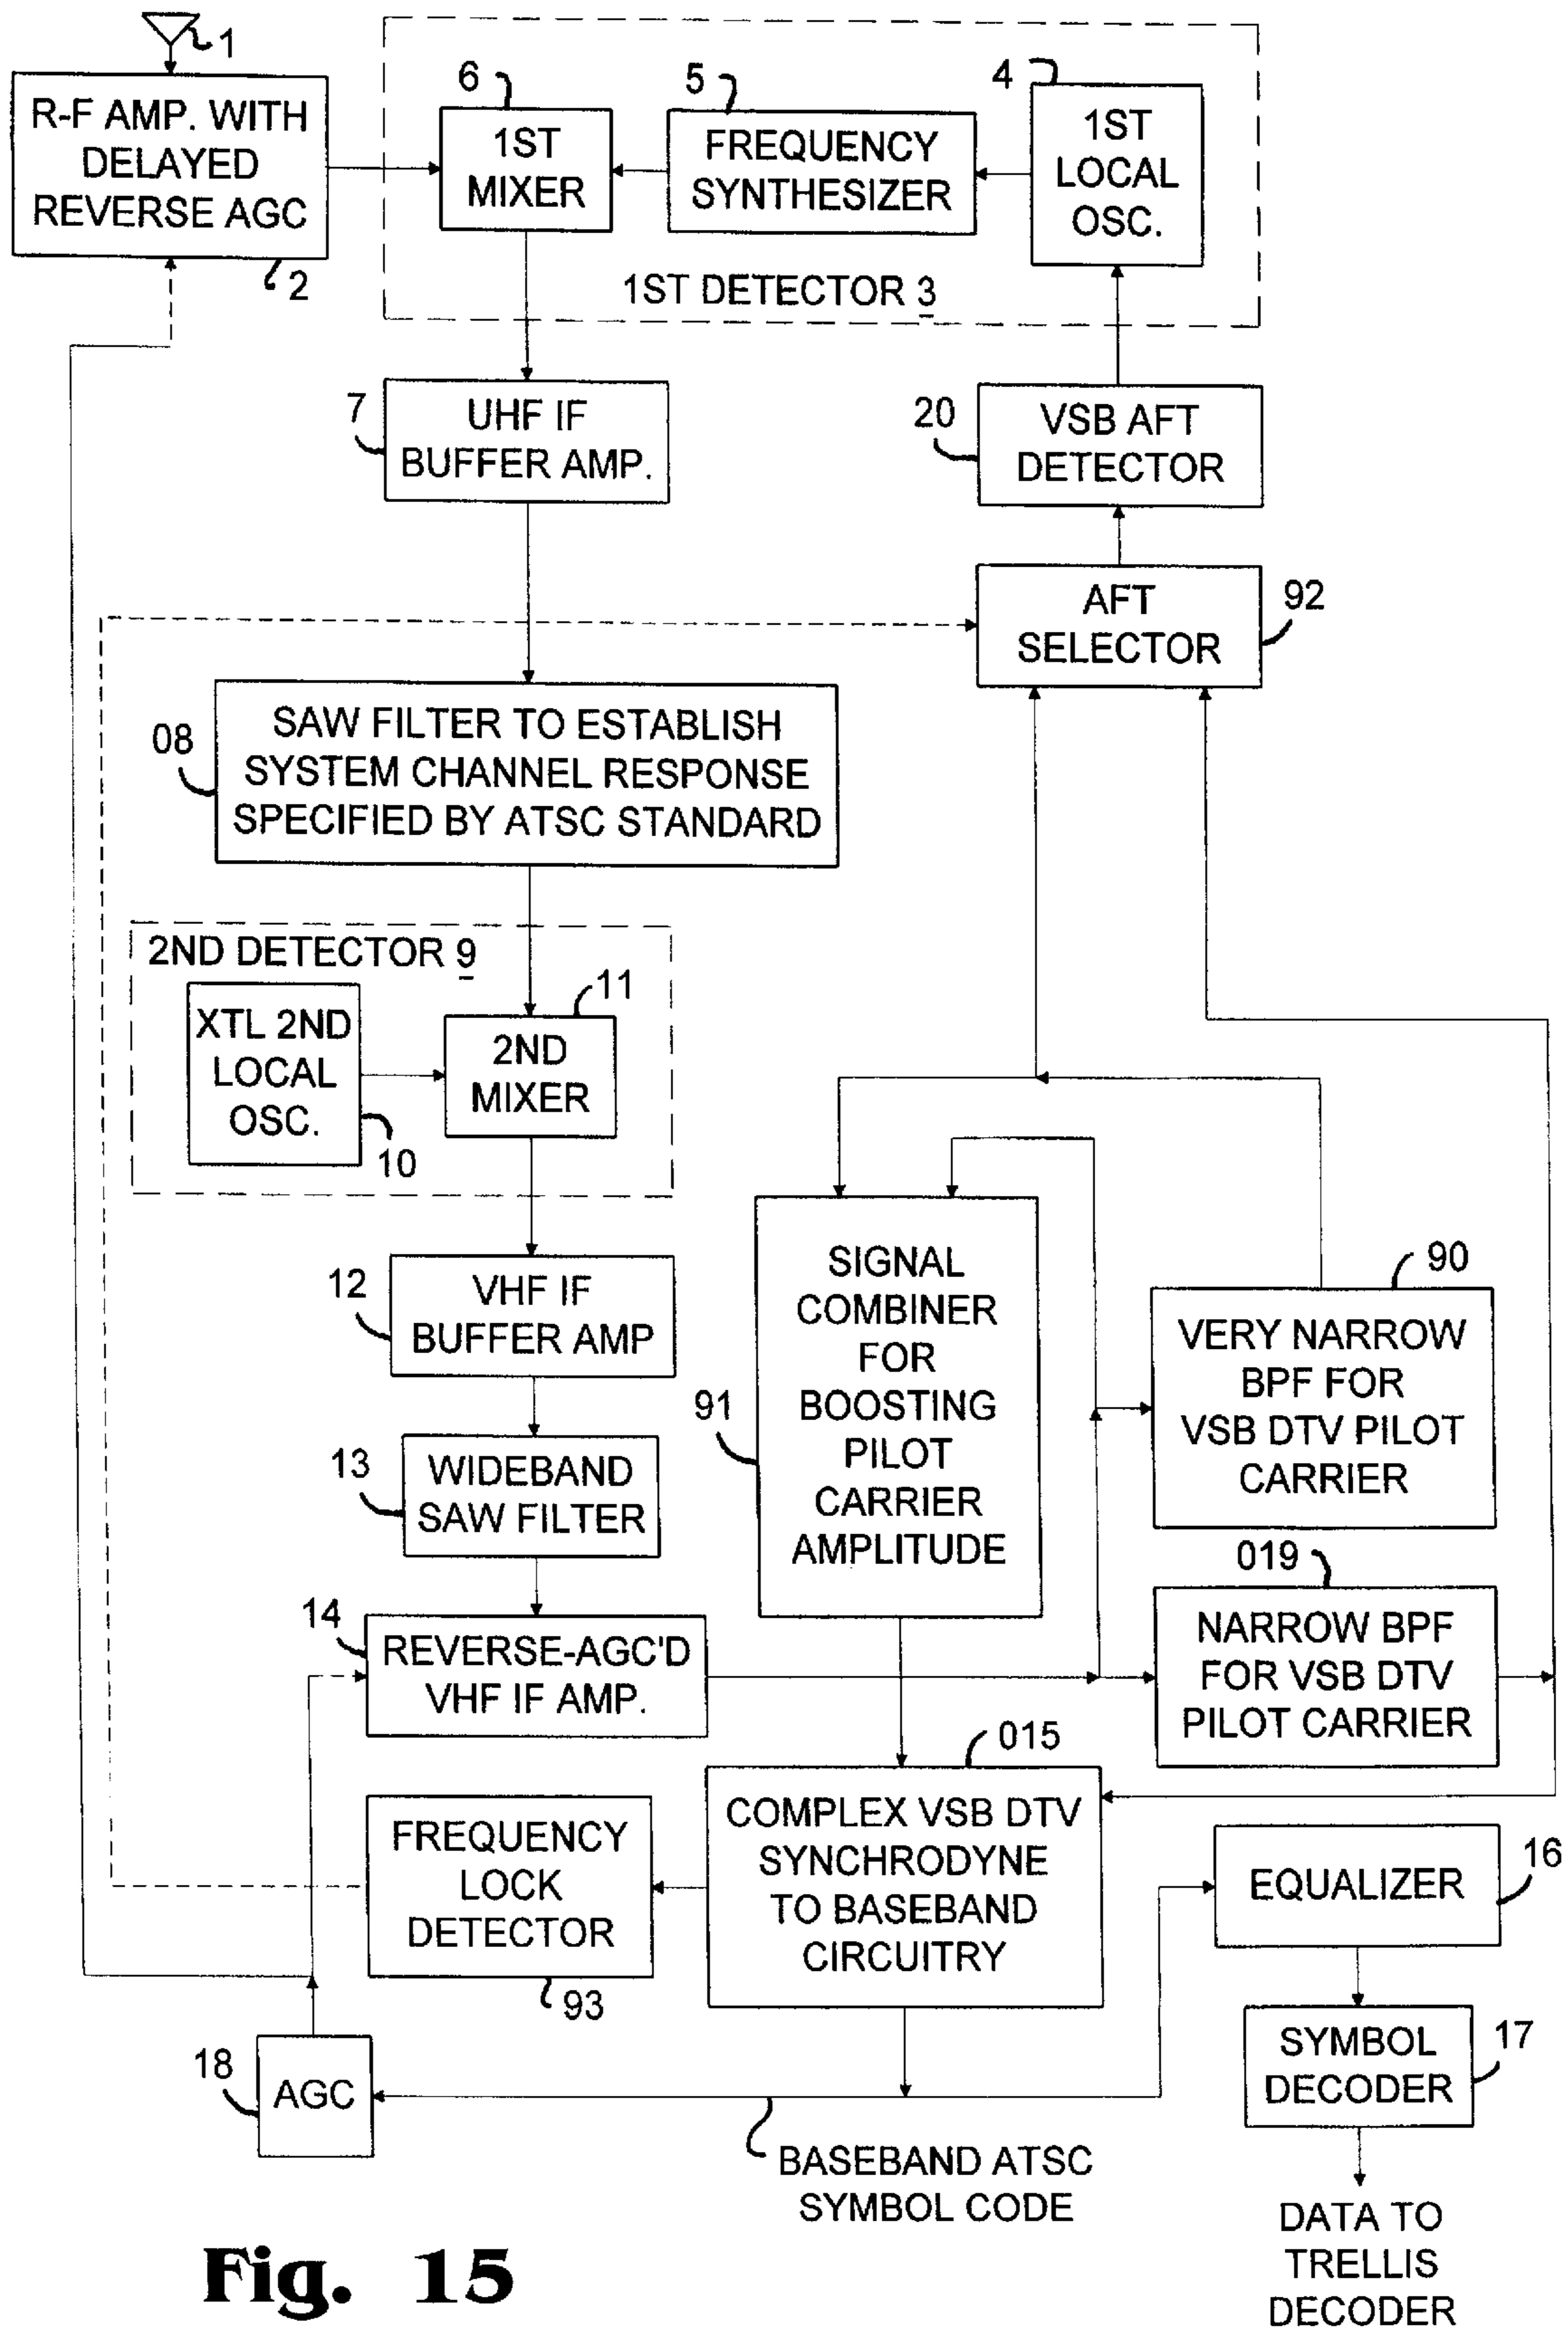 1
R-F AMP. WITH
DELAYED
REVERSE AGC
2
6
1ST
MIXER
5
FREQUENCY
SYNTHESIZER
4
1ST
LOCAL
OSC.
1ST DETECTOR 3
7
UHF IF
BUFFER AMP.
20
VSB AFT
DETECTOR
AFT
SELECTOR
92
08
SAW FILTER TO ESTABLISH
SYSTEM CHANNEL RESPONSE
SPECIFIED BY ATSC STANDARD
2ND DETECTOR 9
XTL 2ND
LOCAL
OSC.
10
11
2ND
MIXER
12
VHF IF
BUFFER AMP
13
WIDEBAND
SAW FILTER
91
SIGNAL
COMBINER
FOR
BOOSTING
PILOT
CARRIER
AMPLITUDE
90
VERY NARROW
BPF FOR
VSB DTV PILOT
CARRIER
019
NARROW BPF
FOR VSB DTV
PILOT CARRIER
14
REVERSE-AGC'D
VHF IF AMP.
015
COMPLEX VSB DTV
SYNCHRODYNE
TO BASEBAND
CIRCUITRY
FREQUENCY
LOCK
DETECTOR
93
EQUALIZER
16
SYMBOL
DECODER
17
18
AGC
BASEBAND ATSC
SYMBOL CODE
DATA TO
TRELLIS
DECODER
Fig. 15